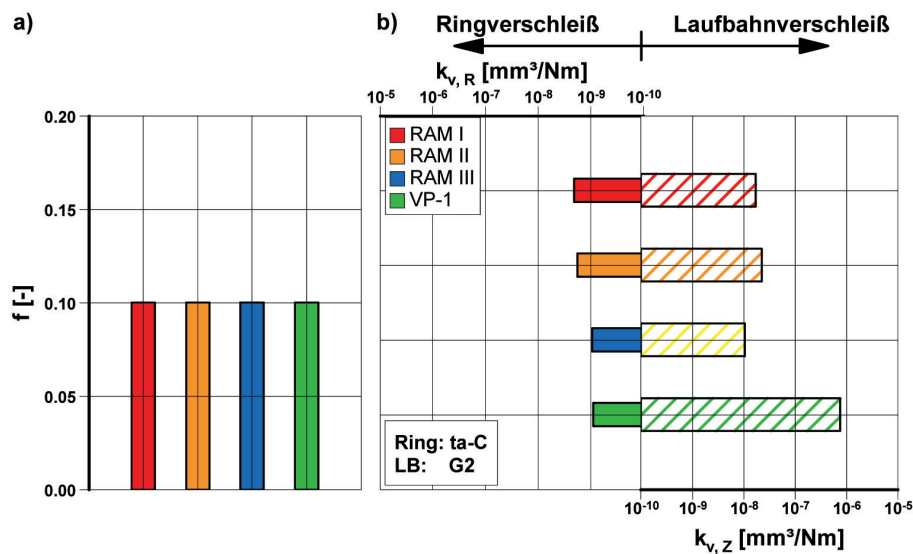 a)
b)
Ringverschleiß
Laufbahnverschleiß
k_v, R [mm³/Nm]
10⁻⁵ 10⁻⁶ 10⁻⁷ 10⁻⁸ 10⁻⁹ 10⁻¹⁰
0.20
0.15
0.10
0.05
0.00
f [-]
RAM I
RAM II
RAM III
VP-1
Ring: ta-C
LB: G2
10⁻¹⁰ 10⁻⁹ 10⁻⁸ 10⁻⁷ 10⁻⁶ 10⁻⁵
k_v, Z [mm³/Nm]